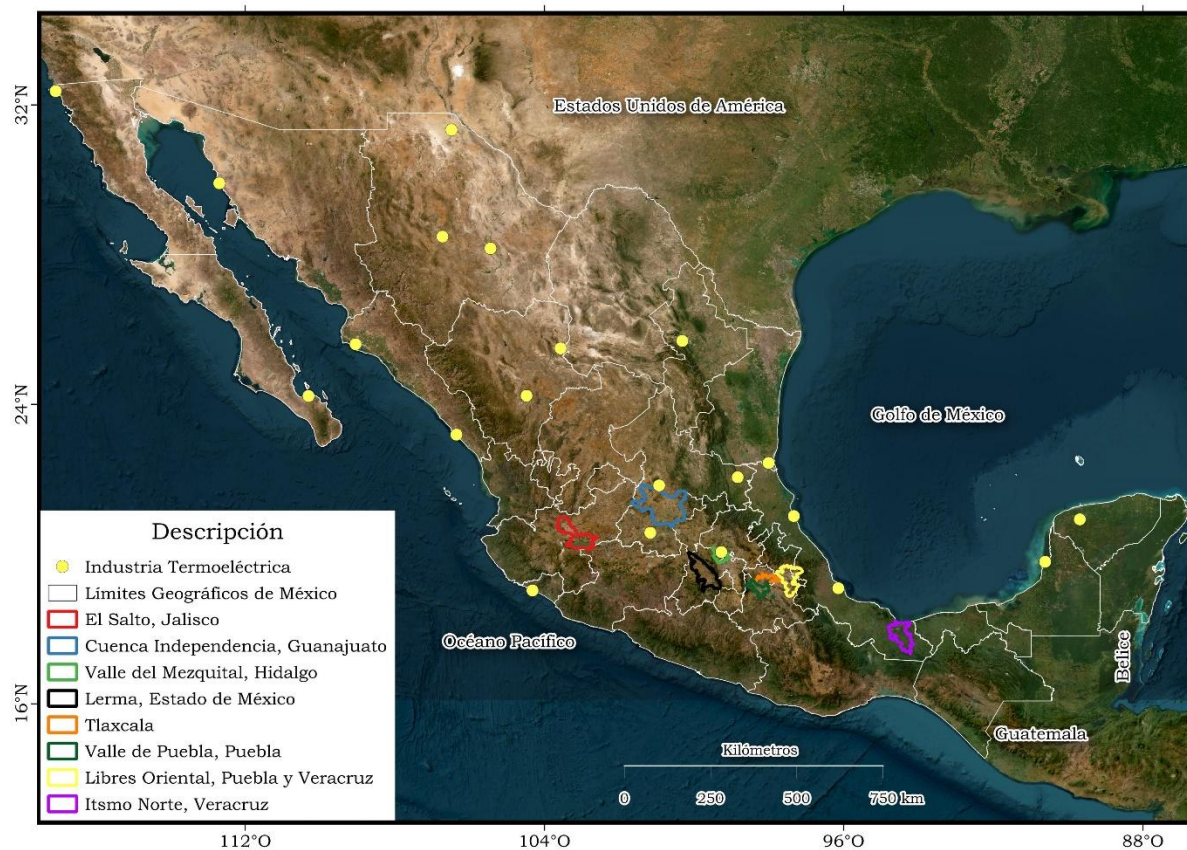 32°N
24°N
16°N
Estados Unidos de América
Golfo de México
Océano Pacífico
Belice
Guatemala
Descripción
Industria Termoeléctrica
Límites Geográficos de México
El Salto, Jalisco
Cuenca Independencia, Guanajuato
Valle del Mezquital, Hidalgo
Lerma, Estado de México
Tlaxcala
Valle de Puebla, Puebla
Libres Oriental, Puebla y Veracruz
Itsmo Norte, Veracruz
Kilómetros
0 250 500 750 km
112°O 104°O 96°O 88°O